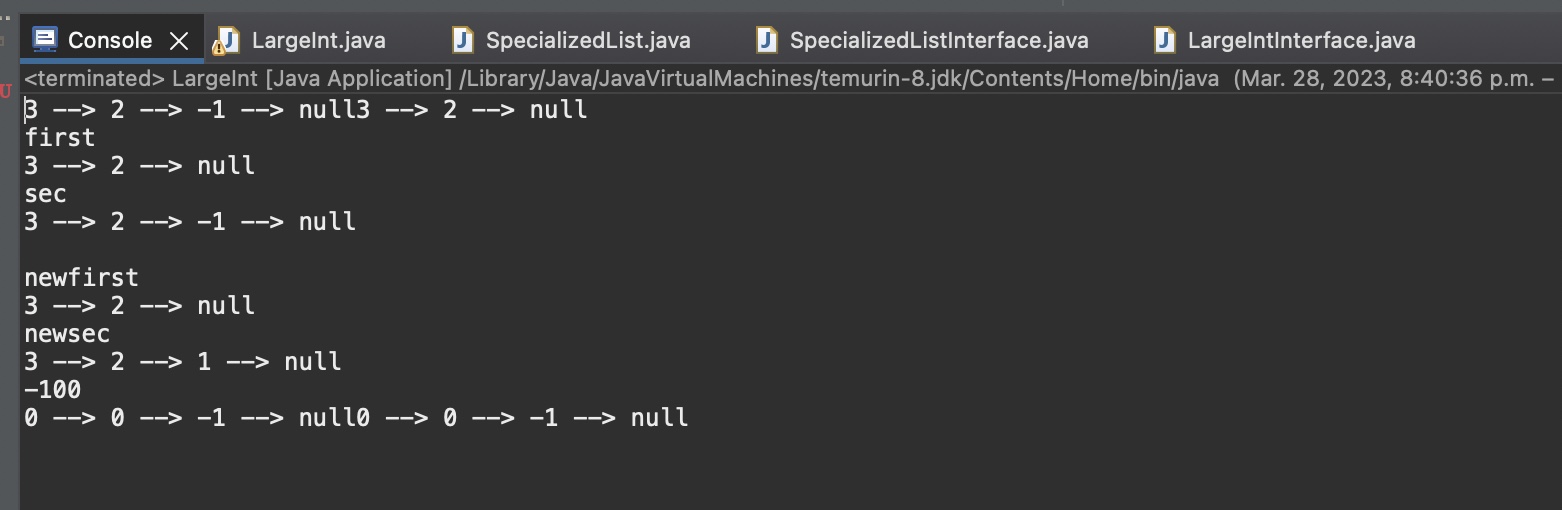 Console
LargeInt.java
SpecializedList.java
SpecializedListInterface.java
LargeIntInterface.java
<terminated> LargeInt [Java Application] /Library/Java/JavaVirtualMachines/temurin-8.jdk/Contents/Home/bin/java (Mar. 28, 2023, 8:40:36 p.m. –
3 --> 2 --> -1 --> null3 --> 2 --> null
first
3 --> 2 --> null
sec
3 --> 2 --> -1 --> null
newfirst
3 --> 2 --> null
newsec
3 --> 2 --> 1 --> null
-100
0 --> 0 --> -1 --> null0 --> 0 --> -1 --> null